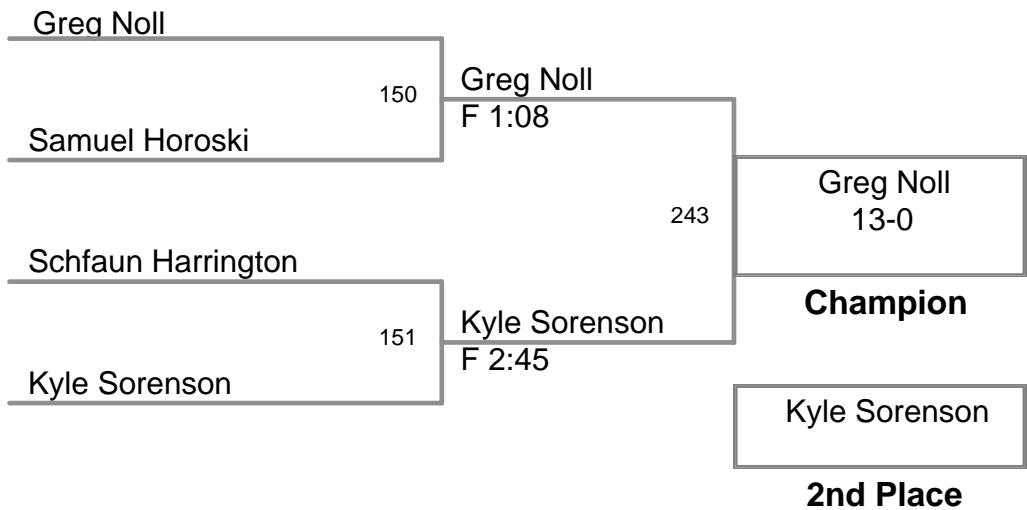 Greg Noll
150
Greg Noll
F 1:08
Samuel Horoski
243
Greg Noll
13-0
Champion
Schfaun Harrington
151
Kyle Sorenson
F 2:45
Kyle Sorenson
Kyle Sorenson
2nd Place